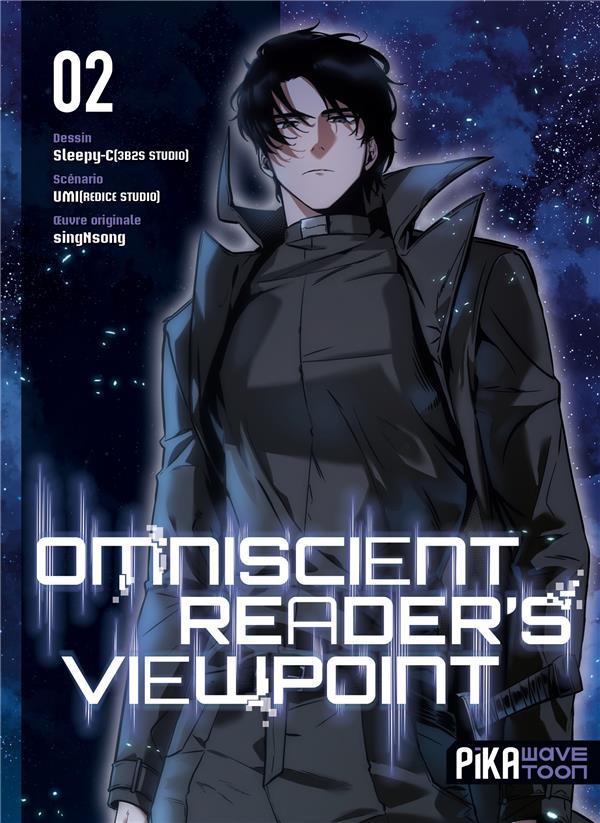 02
Dessin
Sleepy-C(3B2S STUDIO)
Scénario
UMI(REDICE STUDIO)
Œuvre originale
singNsong
OMNISCIENT
READER'S
VIEWPOINT
PiKA WAVE
TOON